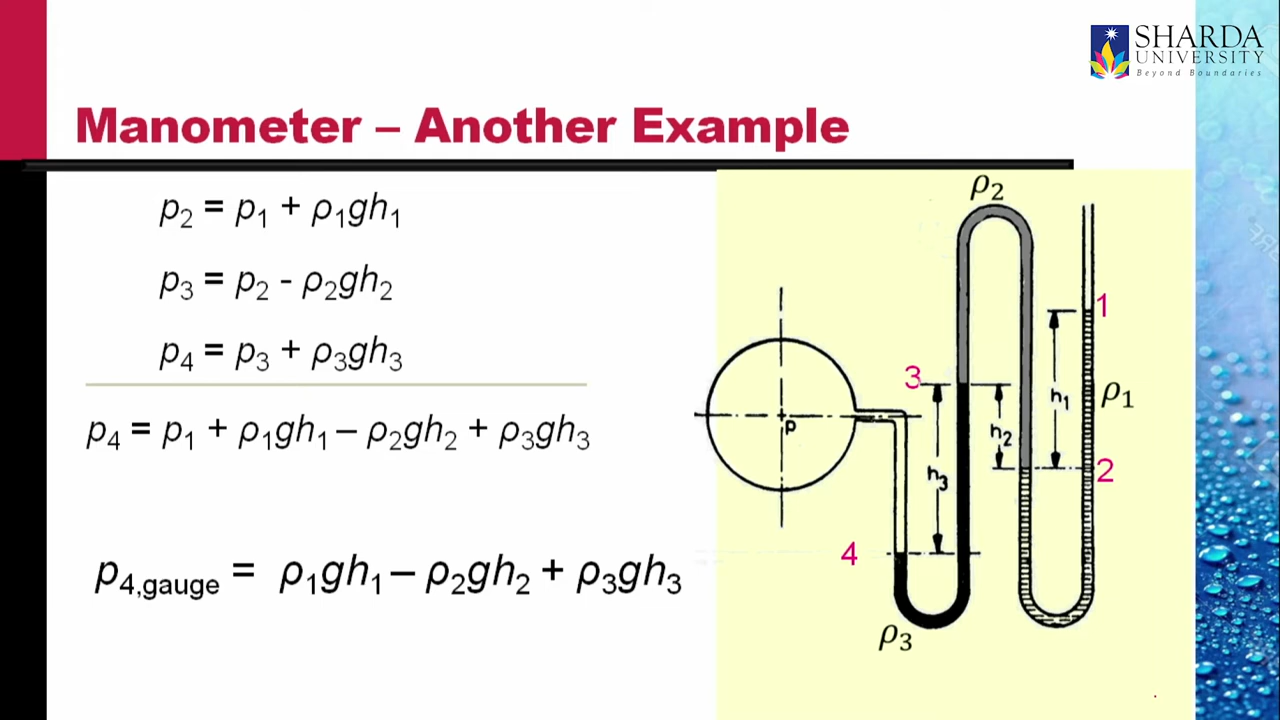 SHARDA
UNIVERSITY
Beyond Boundaries
Manometer – Another Example
p₂ = p₁ + ρ₁gh₁
p₃ = p₂ - ρ₂gh₂
p₄ = p₃ + ρ₃gh₃
p₄ = p₁ + ρ₁gh₁ – ρ₂gh₂ + ρ₃gh₃
p₄,gauge = ρ₁gh₁ – ρ₂gh₂ + ρ₃gh₃
ρ₂
1
3
h₁
ρ₁
p
h₂
2
h₃
4
ρ₃